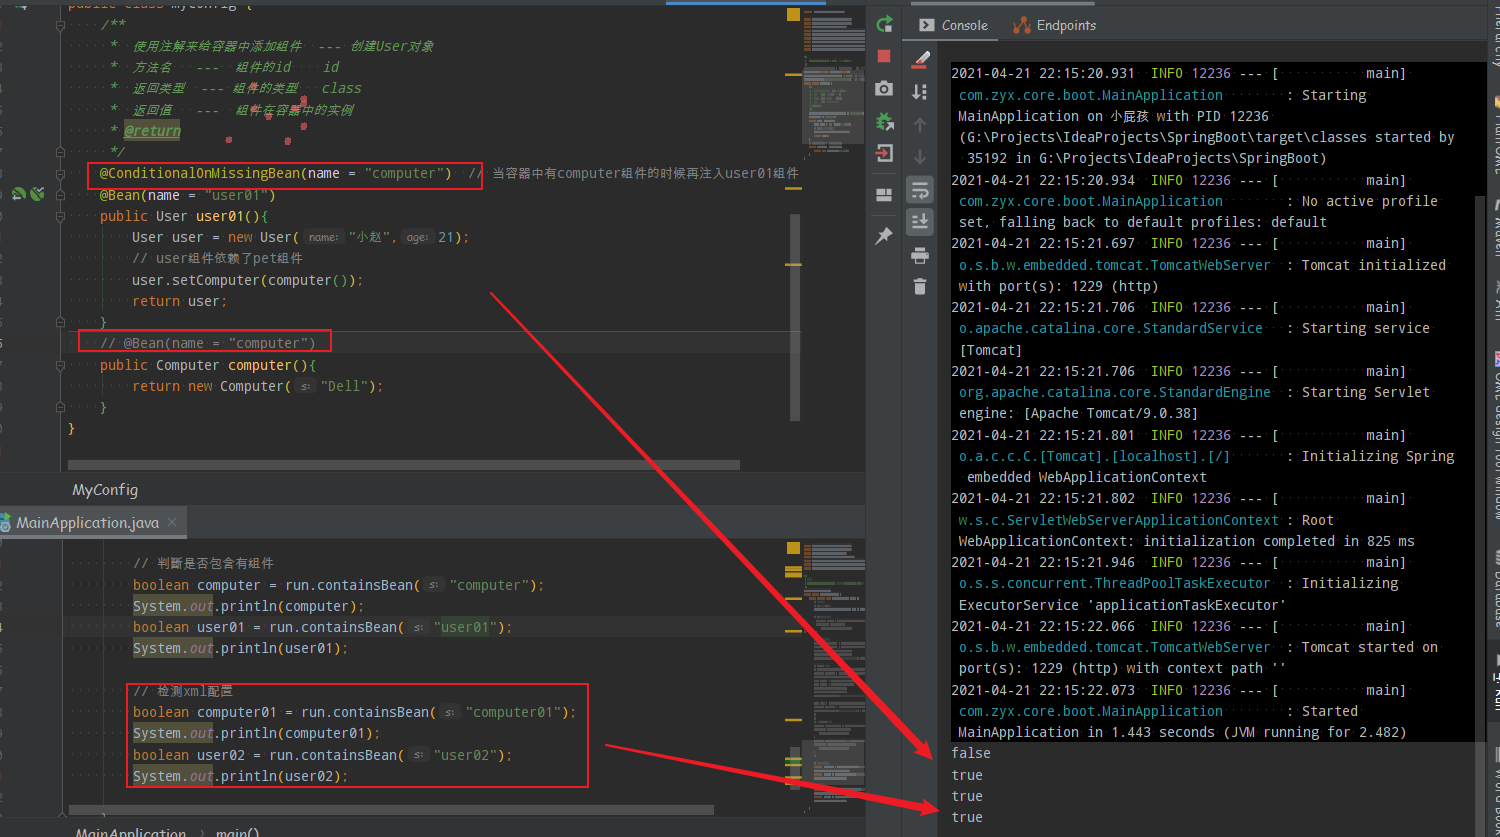 public class MyConfig {
/**
* 使用注解来给容器中添加组件 --- 创建User对象
* 方法名 --- 组件的id id
* 返回类型 --- 组件的类型 class
* 返回值 --- 组件在容器中的实例
* @return
*/
@ConditionalOnMissingBean(name = "computer") // 当容器中有computer组件的时候再注入user01组件
@Bean(name = "user01")
public User user01(){
User user = new User( name: "小赵", age: 21);
// user组件依赖了pet组件
user.setComputer(computer());
return user;
}
// @Bean(name = "computer")
public Computer computer(){
return new Computer( s: "Dell");
}
}
MyConfig
MainApplication.java
// 判断是否包含有组件
boolean computer = run.containsBean( s: "computer");
System.out.println(computer);
boolean user01 = run.containsBean( s: "user01");
System.out.println(user01);
// 检测xml配置
boolean computer01 = run.containsBean( s: "computer01");
System.out.println(computer01);
boolean user02 = run.containsBean( s: "user02");
System.out.println(user02);
MainApplication > main()
Console
Endpoints
2021-04-21 22:15:20.931 INFO 12236 --- [ main]
com.zyx.core.boot.MainApplication : Starting
MainApplication on 小屁孩 with PID 12236
(G:\Projects\IdeaProjects\SpringBoot\target\classes started by
35192 in G:\Projects\IdeaProjects\SpringBoot)
2021-04-21 22:15:20.934 INFO 12236 --- [ main]
com.zyx.core.boot.MainApplication : No active profile
set, falling back to default profiles: default
2021-04-21 22:15:21.697 INFO 12236 --- [ main]
o.s.b.w.embedded.tomcat.TomcatWebServer : Tomcat initialized
with port(s): 1229 (http)
2021-04-21 22:15:21.706 INFO 12236 --- [ main]
o.apache.catalina.core.StandardService : Starting service
[Tomcat]
2021-04-21 22:15:21.706 INFO 12236 --- [ main]
org.apache.catalina.core.StandardEngine : Starting Servlet
engine: [Apache Tomcat/9.0.38]
2021-04-21 22:15:21.801 INFO 12236 --- [ main]
o.a.c.c.C.[Tomcat].[localhost].[/] : Initializing Spring
embedded WebApplicationContext
2021-04-21 22:15:21.802 INFO 12236 --- [ main]
w.s.c.ServletWebServerApplicationContext : Root
WebApplicationContext: initialization completed in 825 ms
2021-04-21 22:15:21.946 INFO 12236 --- [ main]
o.s.s.concurrent.ThreadPoolTaskExecutor : Initializing
ExecutorService 'applicationTaskExecutor'
2021-04-21 22:15:22.066 INFO 12236 --- [ main]
o.s.b.w.embedded.tomcat.TomcatWebServer : Tomcat started on
port(s): 1229 (http) with context path ''
2021-04-21 22:15:22.073 INFO 12236 --- [ main]
com.zyx.core.boot.MainApplication : Started
MainApplication in 1.443 seconds (JVM running for 2.482)
false
true
true
true